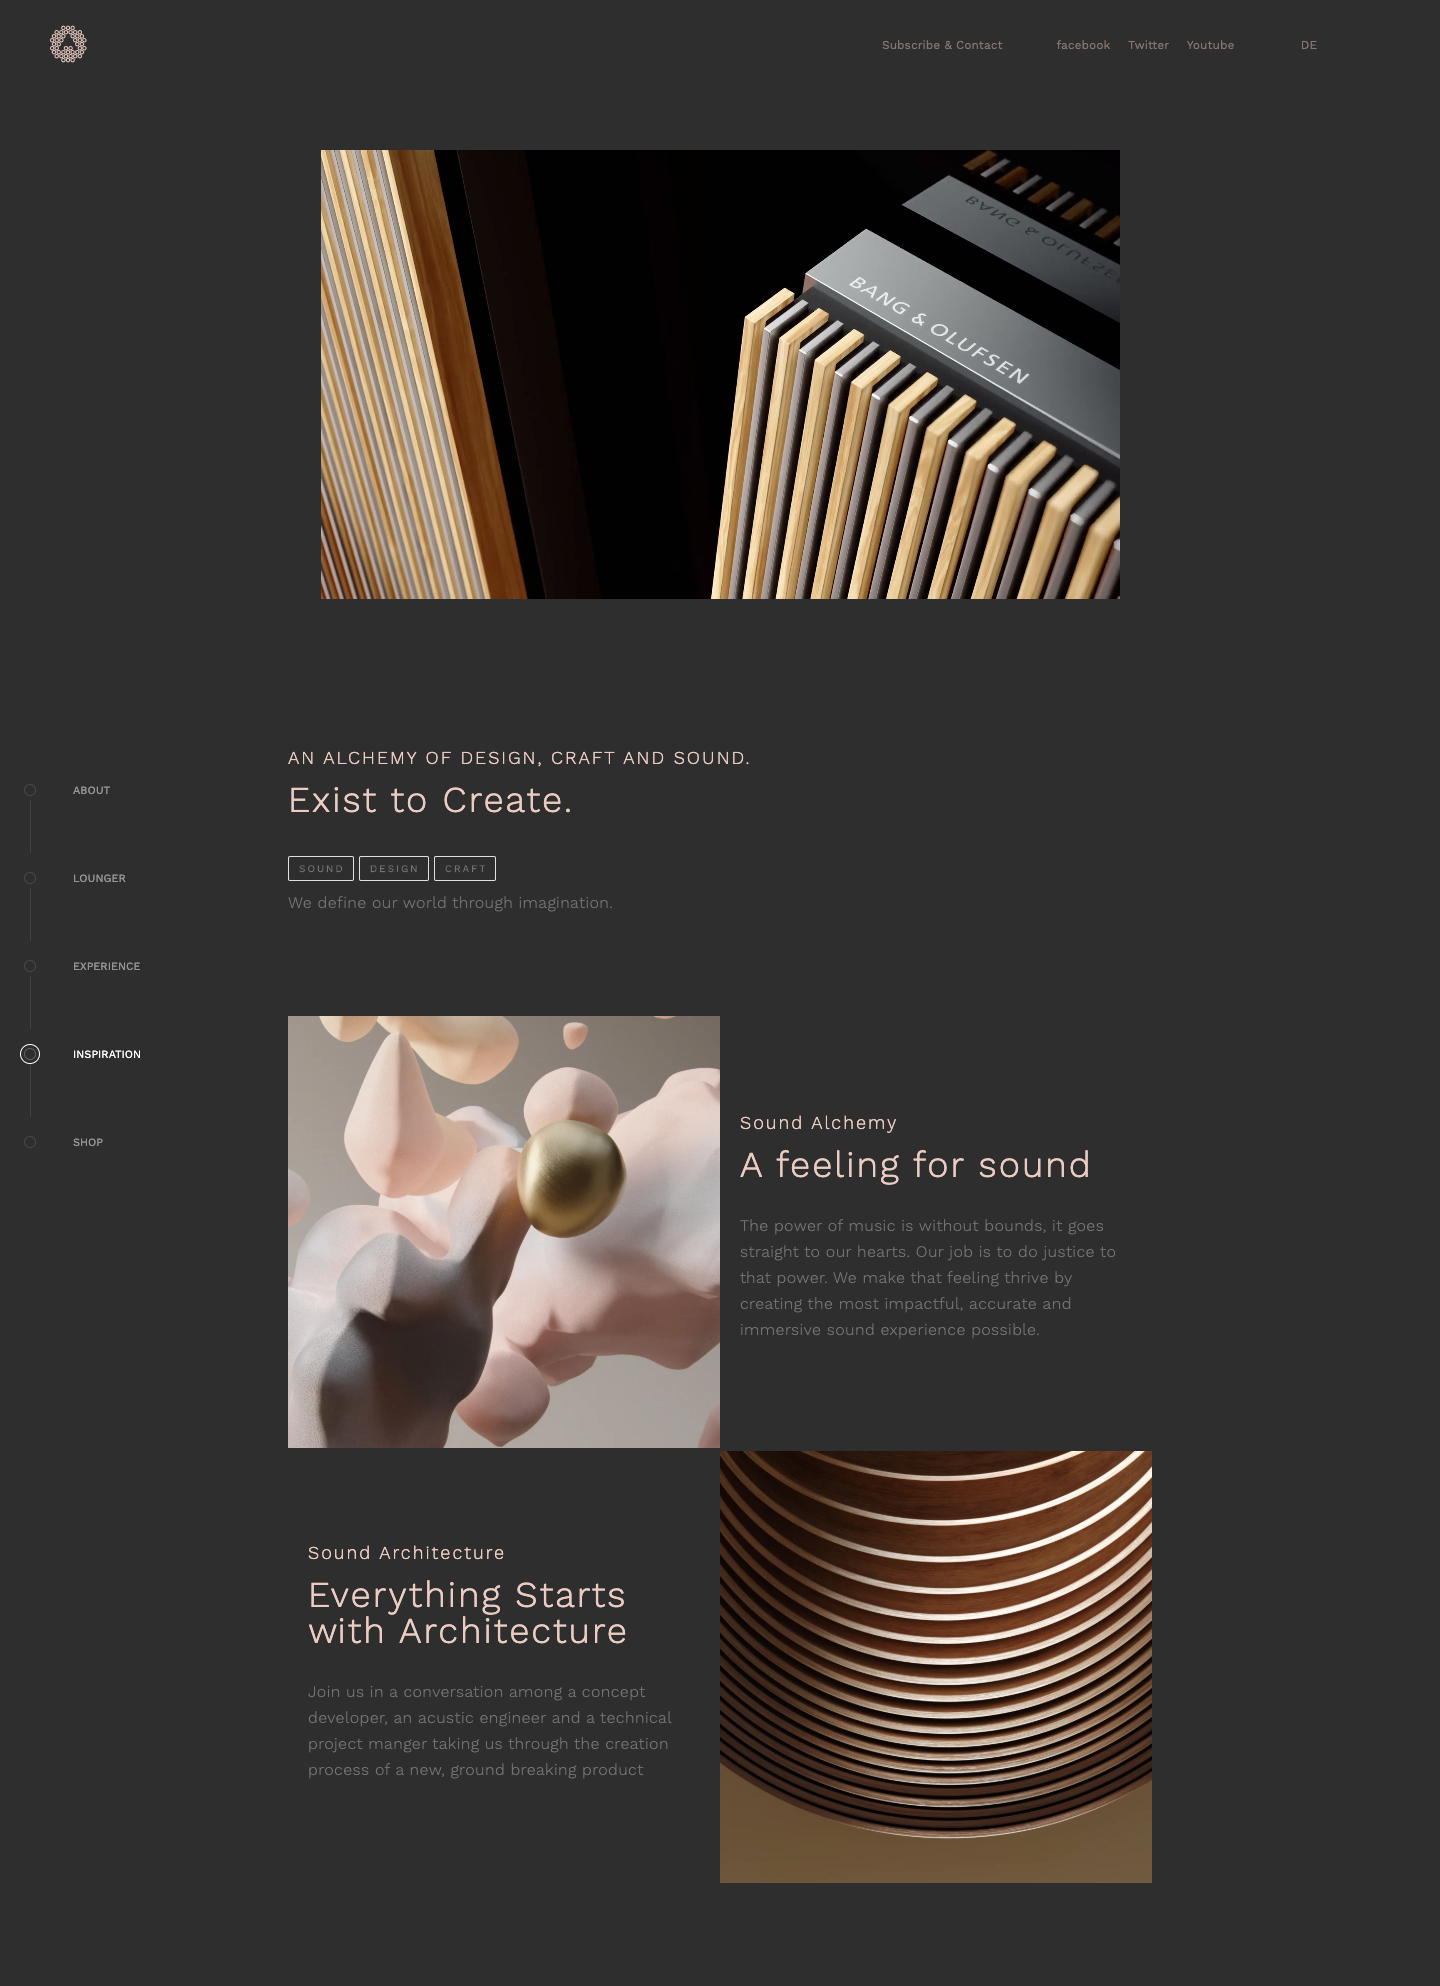 Subscribe & Contact
facebook
Twitter
Youtube
DE
BANG & OLUFSEN
BANG & OLUFSEN
AN ALCHEMY OF DESIGN, CRAFT AND SOUND.
Exist to Create.
SOUND
DESIGN
CRAFT
We define our world through imagination.
ABOUT
LOUNGER
EXPERIENCE
INSPIRATION
SHOP
Sound Alchemy
A feeling for sound
The power of music is without bounds, it goes
straight to our hearts. Our job is to do justice to
that power. We make that feeling thrive by
creating the most impactful, accurate and
immersive sound experience possible.
Sound Architecture
Everything Starts
with Architecture
Join us in a conversation among a concept
developer, an acustic engineer and a technical
project manger taking us through the creation
process of a new, ground breaking product